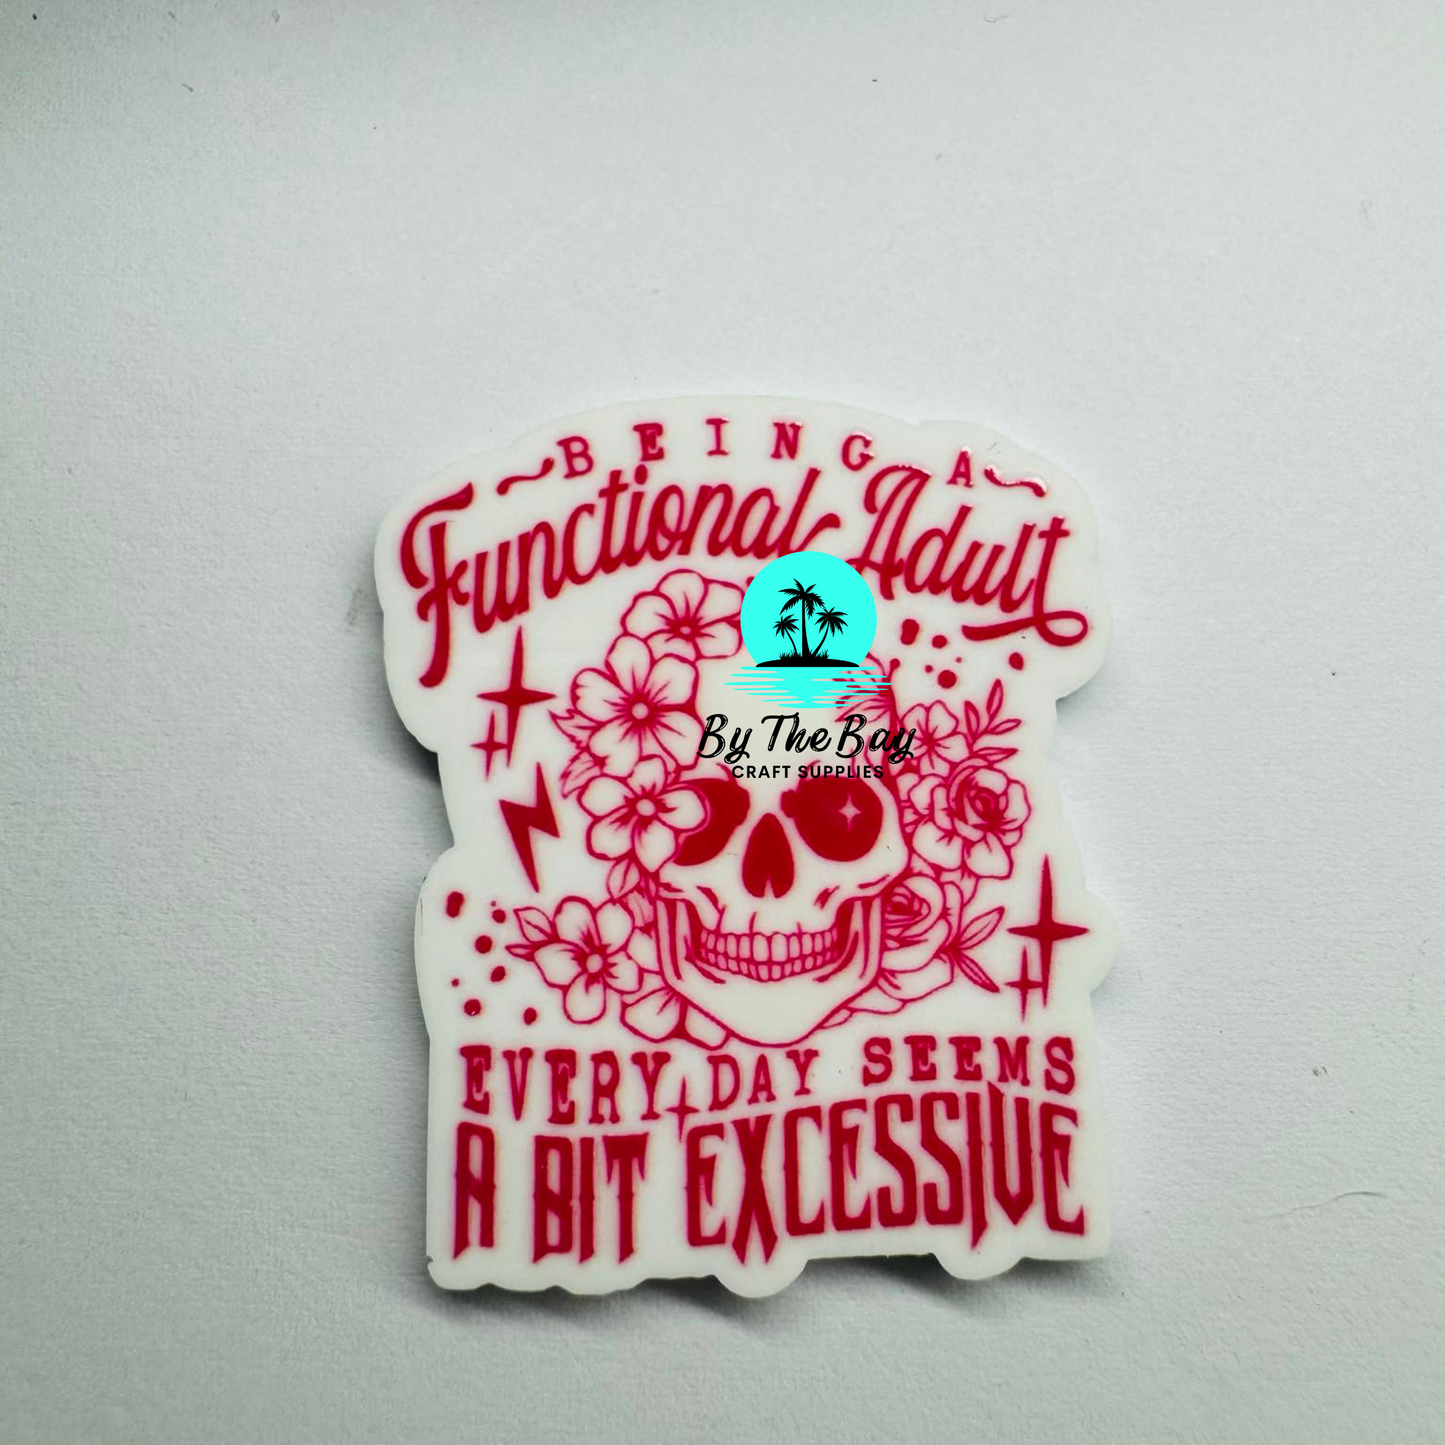 BEING A
Functional Adult
By The Bay
CRAFT SUPPLIES
EVERY DAY SEEMS
A BIT EXCESSIVE